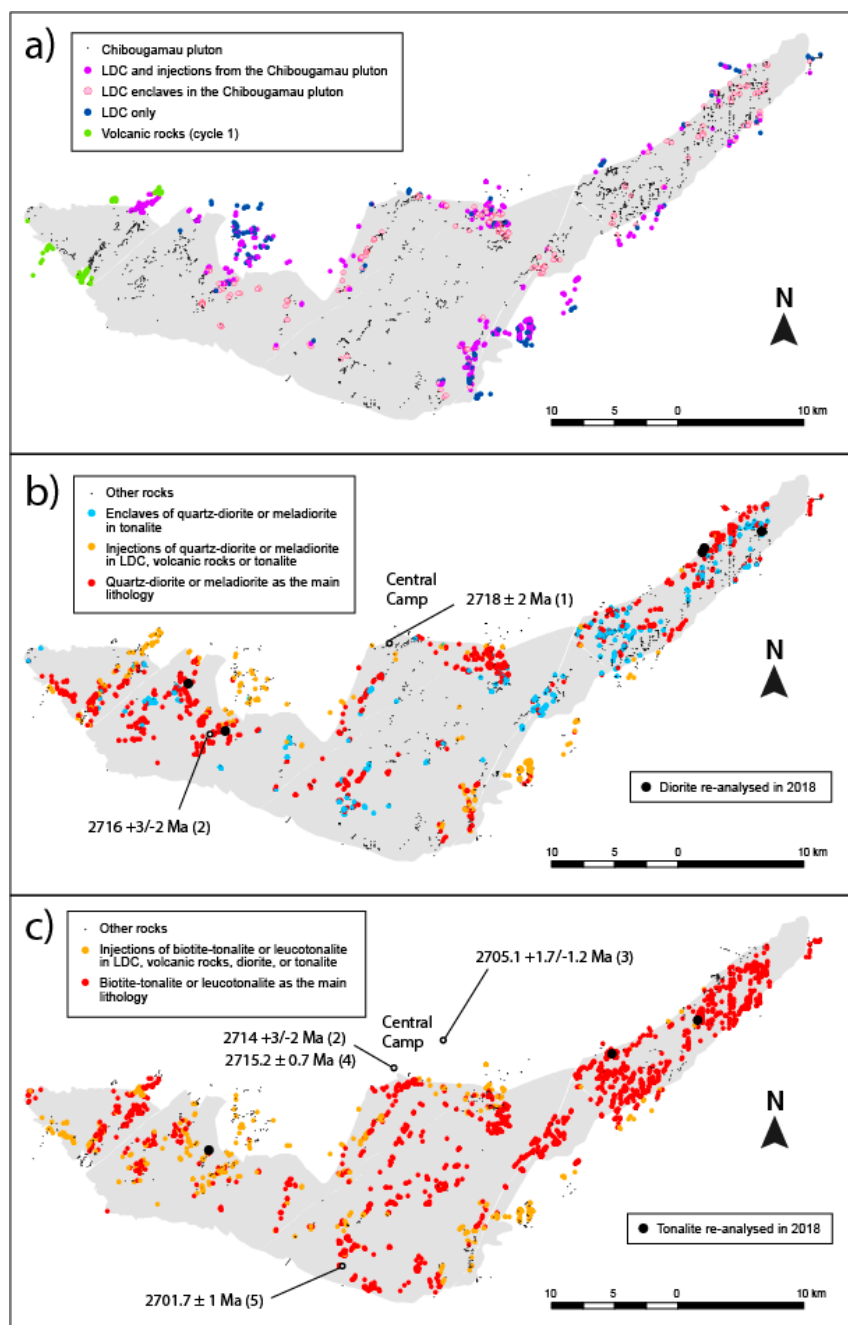 a)
Chibougamau pluton
LDC and injections from the Chibougamau pluton
LDC enclaves in the Chibougamau pluton
LDC only
Volcanic rocks (cycle 1)
N
10 5 0 10 km
b)
Other rocks
Enclaves of quartz-diorite or meladiorite
in tonalite
Injections of quartz-diorite or meladiorite
in LDC, volcanic rocks or tonalite
Quartz-diorite or meladiorite as the main
lithology
Central
Camp
2718 ± 2 Ma (1)
N
2716 +3/-2 Ma (2)
Diorite re-analysed in 2018
10 5 0 10 km
c)
Other rocks
Injections of biotite-tonalite or leucotonalite
in LDC, volcanic rocks, diorite, or tonalite
Biotite-tonalite or leucotonalite as the main
lithology
2705.1 +1.7/-1.2 Ma (3)
2714 +3/-2 Ma (2)
2715.2 ± 0.7 Ma (4)
Central
Camp
N
Tonalite re-analysed in 2018
2701.7 ± 1 Ma (5)
10 5 0 10 km